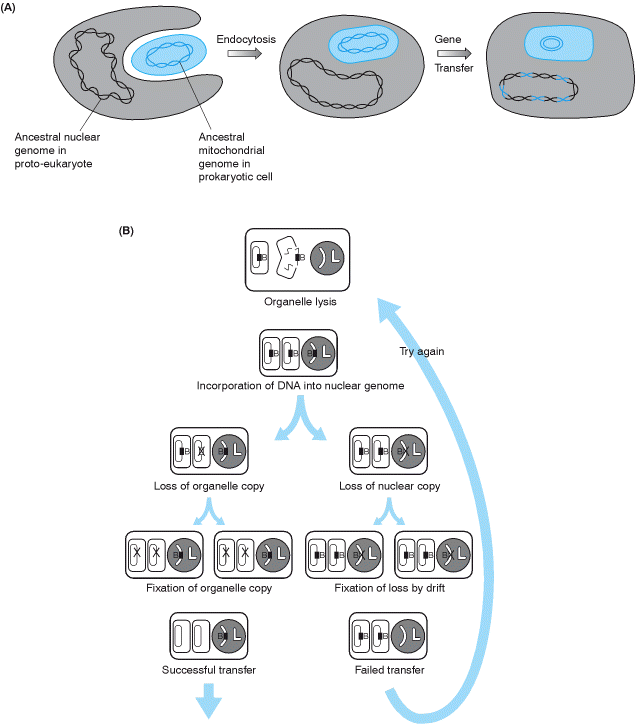 (A)
Endocytosis
Gene
Transfer
Ancestral nuclear
genome in
proto-eukaryote
Ancestral
mitochondrial
genome in
prokaryotic cell
(B)
B
B
Organelle lysis
Try again
B
B
B
Incorporation of DNA into nuclear genome
B
B
B
B
B
Loss of organelle copy
Loss of nuclear copy
B
B
B
B
B
B
B
B
Fixation of organelle copy
Fixation of loss by drift
B
B
B
Successful transfer
Failed transfer